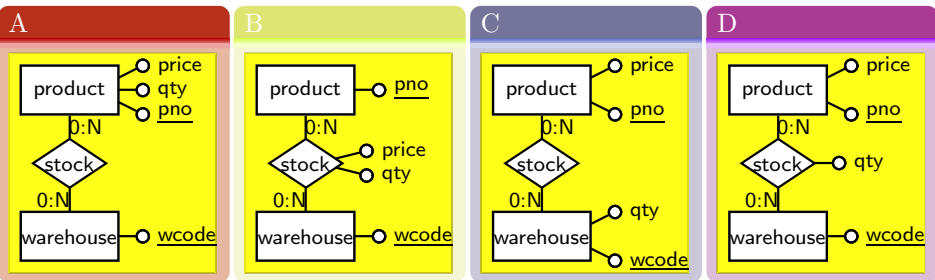 A
price
product
qty
pno
0:N
stock
0:N
warehouse
wcode
B
product
pno
0:N
stock
price
qty
0:N
warehouse
wcode
C
price
product
pno
0:N
stock
0:N
qty
warehouse
wcode
D
price
product
pno
0:N
stock
qty
0:N
warehouse
wcode